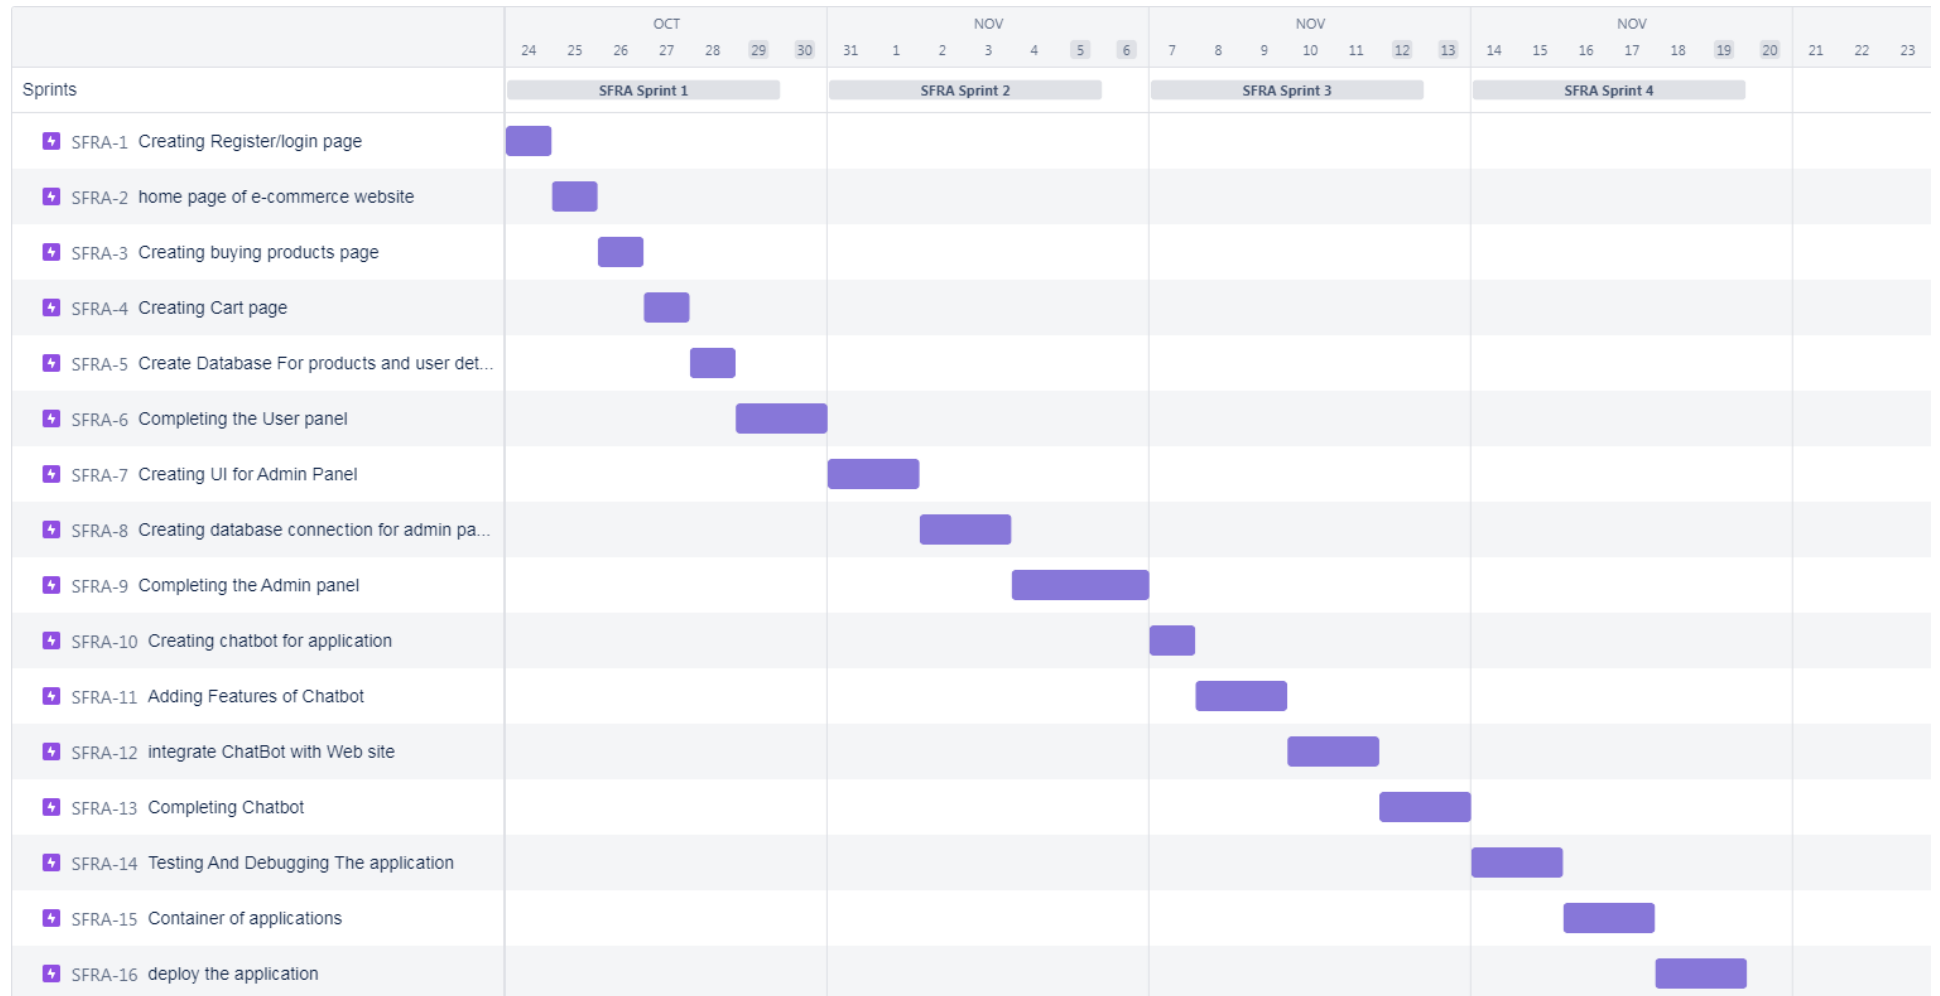 OCT NOV NOV NOV
24 25 26 27 28 29 30 31 1 2 3 4 5 6 7 8 9 10 11 12 13 14 15 16 17 18 19 20 21 22 23
Sprints SFRA Sprint 1 SFRA Sprint 2 SFRA Sprint 3 SFRA Sprint 4
SFRA-1 Creating Register/login page
SFRA-2 home page of e-commerce website
SFRA-3 Creating buying products page
SFRA-4 Creating Cart page
SFRA-5 Create Database For products and user det...
SFRA-6 Completing the User panel
SFRA-7 Creating UI for Admin Panel
SFRA-8 Creating database connection for admin pa...
SFRA-9 Completing the Admin panel
SFRA-10 Creating chatbot for application
SFRA-11 Adding Features of Chatbot
SFRA-12 integrate ChatBot with Web site
SFRA-13 Completing Chatbot
SFRA-14 Testing And Debugging The application
SFRA-15 Container of applications
SFRA-16 deploy the application